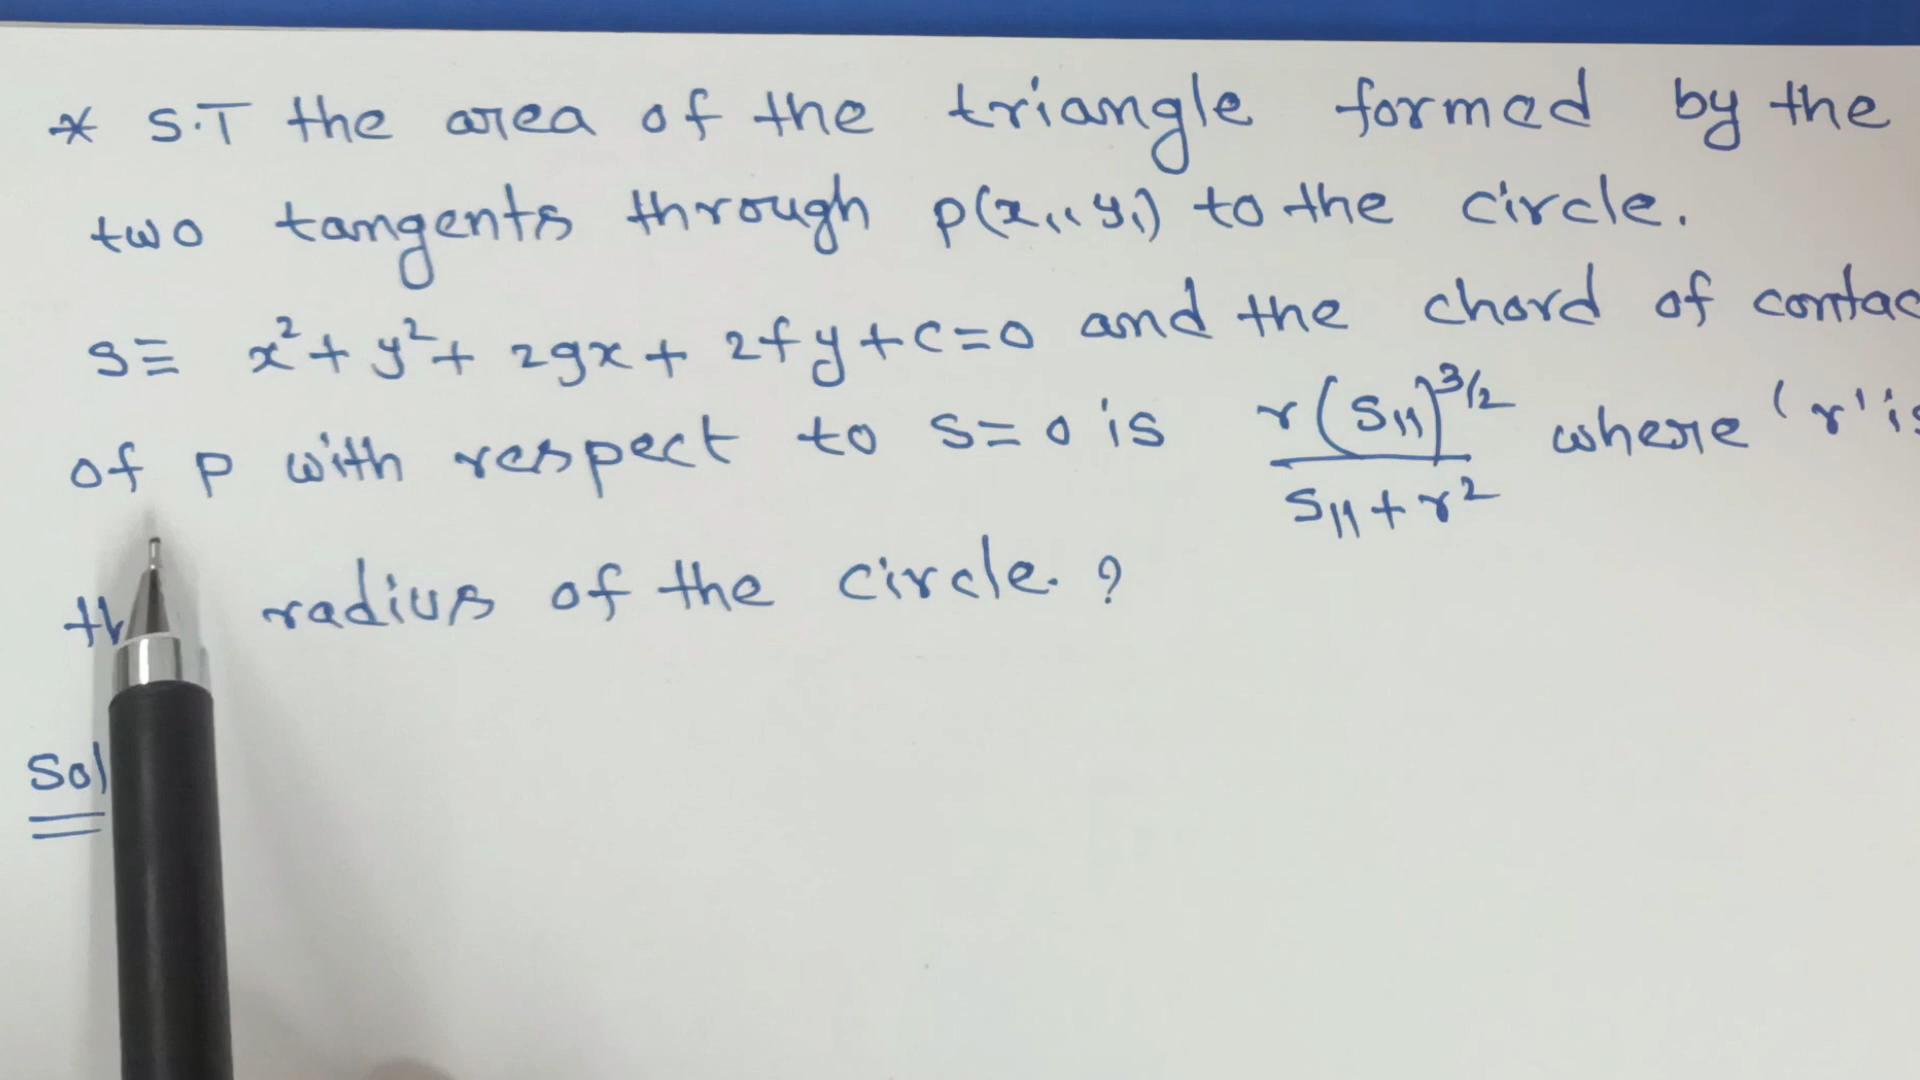 * S.T the area of the triangle formed by the
two tangents through P(x₁, y₁) to the circle.
S ≡ x² + y² + 2gx + 2fy + c = 0 and the chord of contac
of P with respect to S = 0 is r(S₁₁)^3/2 / S₁₁ + r² where 'r' is
radius of the circle. ?
Sol